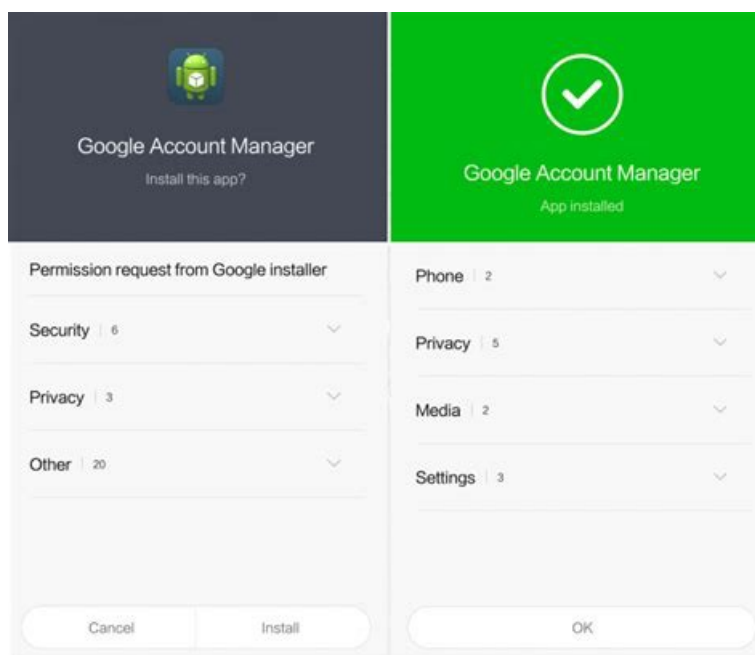 Google Account Manager
Install this app?
Permission request from Google installer
Security | 6
Privacy | 3
Other | 20
Cancel
Install
Google Account Manager
App installed
Phone | 2
Privacy | 5
Media | 2
Settings | 3
OK